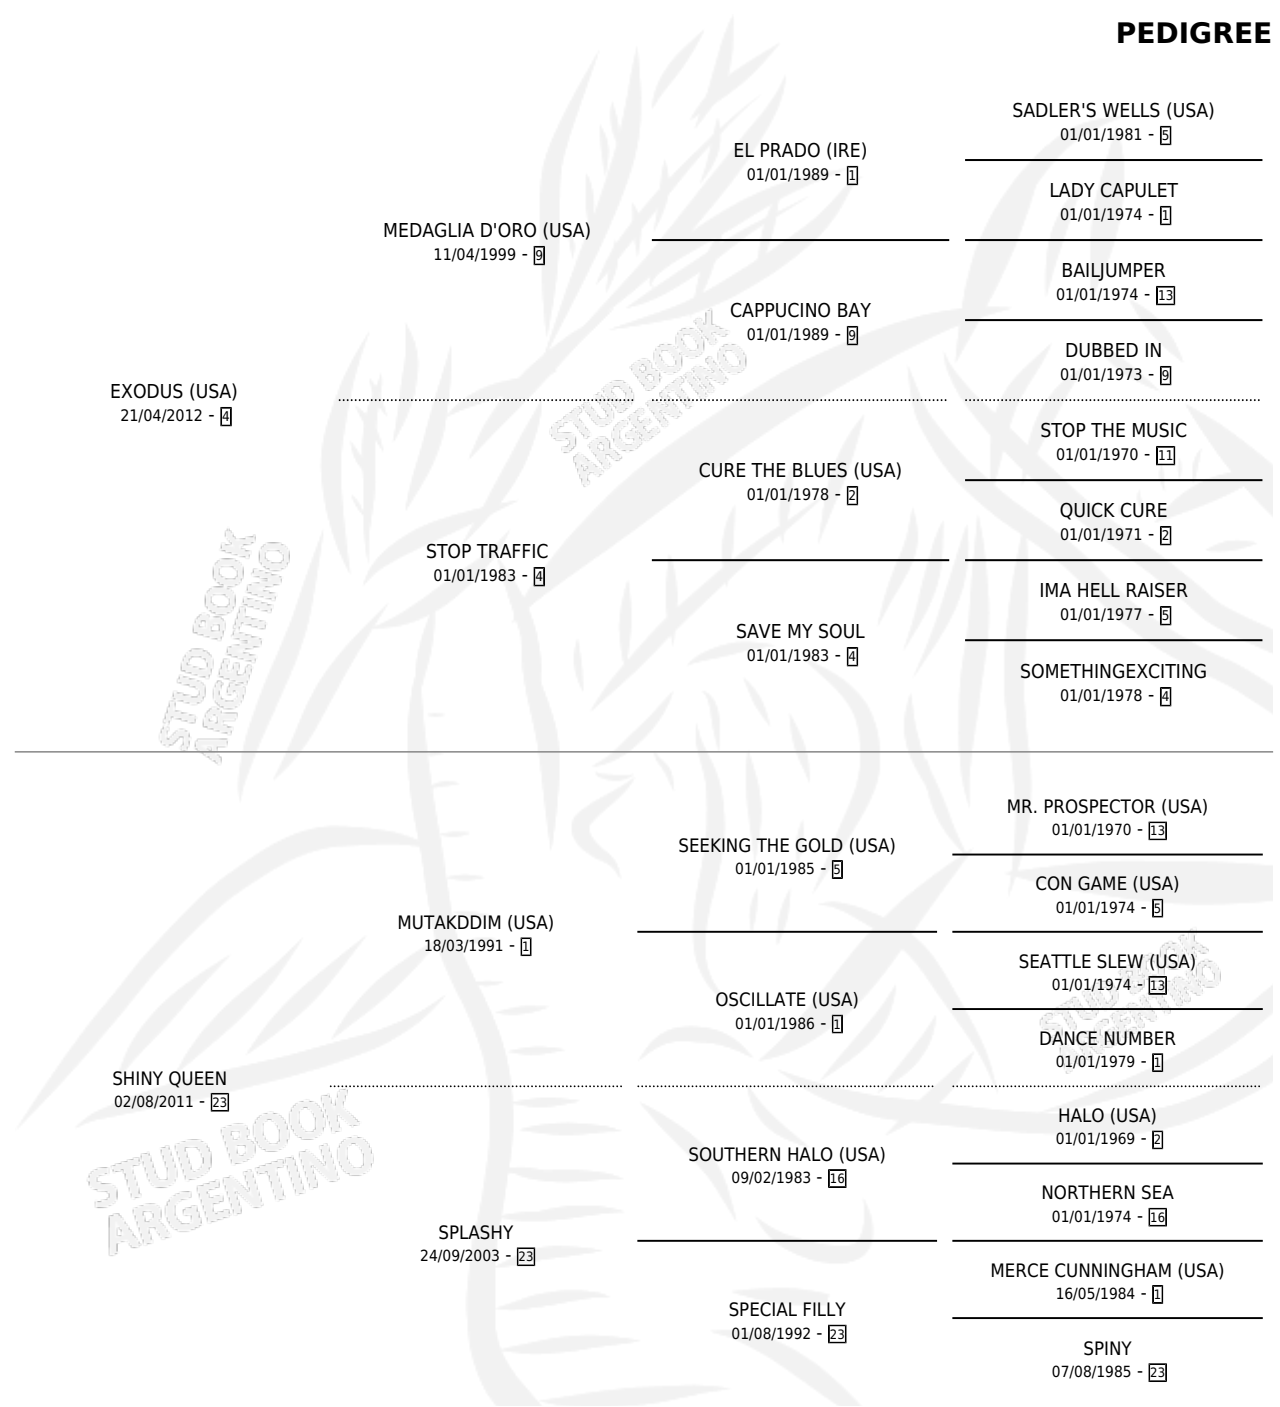 PEDIGREE
SADLER'S WELLS (USA)
01/01/1981 - 5
EL PRADO (IRE)
01/01/1989 - 1
LADY CAPULET
01/01/1974 - 1
MEDAGLIA D'ORO (USA)
11/04/1999 - 9
BAILJUMPER
01/01/1974 - 13
CAPPUCINO BAY
01/01/1989 - 9
DUBBED IN
01/01/1973 - 9
EXODUS (USA)
21/04/2012 - 4
STUD BOOK
ARGENTINO
STOP THE MUSIC
01/01/1970 - 11
CURE THE BLUES (USA)
01/01/1978 - 2
QUICK CURE
01/01/1971 - 2
STOP TRAFFIC
01/01/1983 - 4
IMA HELL RAISER
01/01/1977 - 5
SAVE MY SOUL
01/01/1983 - 4
SOMETHINGEXCITING
01/01/1978 - 4
STUD BOOK
ARGENTINO
MR. PROSPECTOR (USA)
01/01/1970 - 13
SEEKING THE GOLD (USA)
01/01/1985 - 5
CON GAME (USA)
01/01/1974 - 5
MUTAKDDIM (USA)
18/03/1991 - 1
SEATTLE SLEW (USA)
01/01/1974 - 13
OSCILLATE (USA)
01/01/1986 - 1
STUD BOOK
ARGENTINO
DANCE NUMBER
01/01/1979 - 1
SHINY QUEEN
02/08/2011 - 23
HALO (USA)
01/01/1969 - 2
SOUTHERN HALO (USA)
09/02/1983 - 16
STUD BOOK
ARGENTINO
NORTHERN SEA
01/01/1974 - 16
SPLASHY
24/09/2003 - 23
MERCE CUNNINGHAM (USA)
16/05/1984 - 1
SPECIAL FILLY
01/08/1992 - 23
SPINY
07/08/1985 - 23